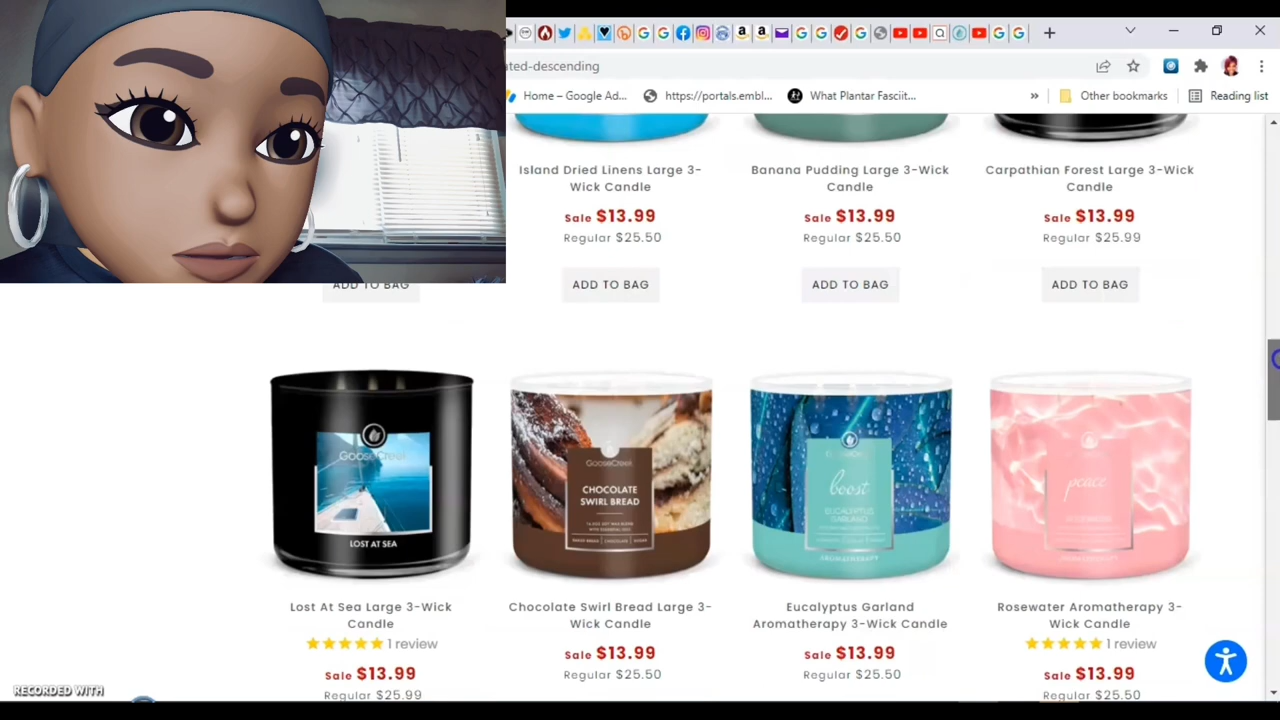 ated-descending
Home – Google Ad...
https://portals.embl...
What Plantar Fasciit...
»
Other bookmarks
Reading list
Island Dried Linens Large 3-
Wick Candle
Sale $13.99
Regular $25.50
ADD TO BAG
Banana Pudding Large 3-Wick
Candle
Sale $13.99
Regular $25.50
ADD TO BAG
Carpathian Forest Large 3-Wick
Candle
Sale $13.99
Regular $25.99
ADD TO BAG
ADD TO BAG
GooseCreek
LOST AT SEA
GooseCreek
CHOCOLATE
SWIRL BREAD
boost
EUCALYPTUS
GARLAND
AROMATHERAPY
peace
Lost At Sea Large 3-Wick
Candle
1 review
Sale $13.99
Regular $25.99
Chocolate Swirl Bread Large 3-
Wick Candle
Sale $13.99
Regular $25.50
Eucalyptus Garland
Aromatherapy 3-Wick Candle
Sale $13.99
Regular $25.50
Rosewater Aromatherapy 3-
Wick Candle
1 review
Sale $13.99
Regular $25.50
RECORDED WITH